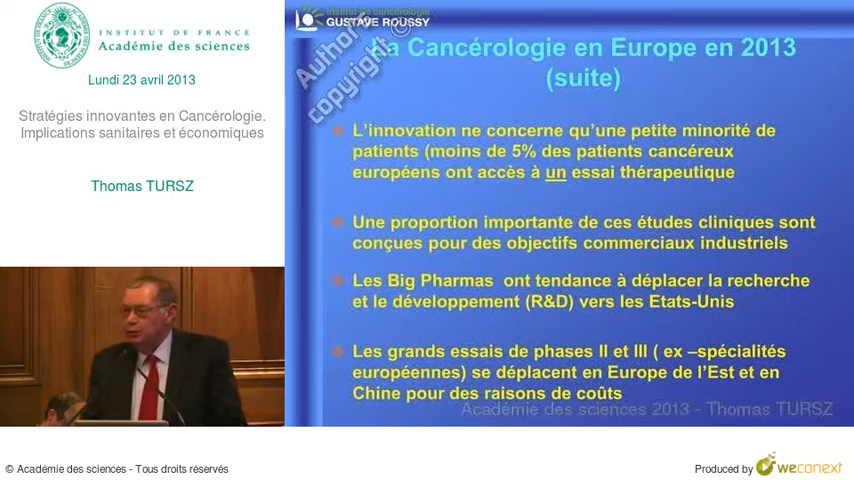 INSTITUT DE FRANCE
Académie des sciences
Lundi 23 avril 2013
Stratégies innovantes en Cancérologie.
Implications sanitaires et économiques
Thomas TURSZ
institut de cancérologie
GUSTAVE ROUSSY
Author's
copyright ©
La Cancérologie en Europe en 2013
(suite)
L’innovation ne concerne qu’une petite minorité de
patients (moins de 5% des patients cancéreux
européens ont accès à un essai thérapeutique
Une proportion importante de ces études cliniques sont
conçues pour des objectifs commerciaux industriels
Les Big Pharmas ont tendance à déplacer la recherche
et le développement (R&D) vers les Etats-Unis
Les grands essais de phases II et III ( ex –spécialités
européennes) se déplacent en Europe de l’Est et en
Chine pour des raisons de coûts
Académie des sciences 2013 - Thomas TURSZ
© Académie des sciences - Tous droits réservés
Produced by weconext